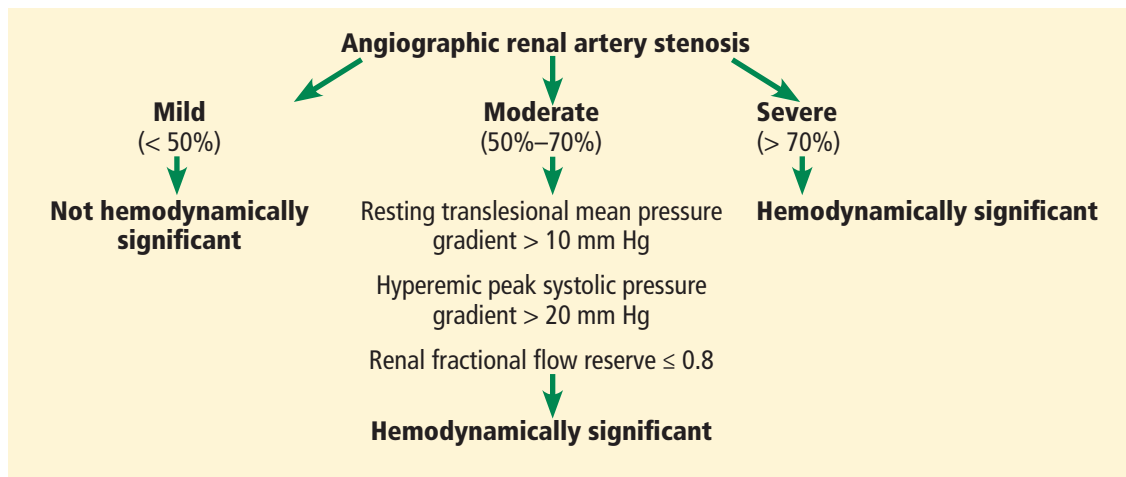 Angiographic renal artery stenosis
Mild
(< 50%)
Not hemodynamically
significant
Moderate
(50%–70%)
Resting translesional mean pressure
gradient > 10 mm Hg
Hyperemic peak systolic pressure
gradient > 20 mm Hg
Renal fractional flow reserve ≤ 0.8
Hemodynamically significant
Severe
(> 70%)
Hemodynamically significant